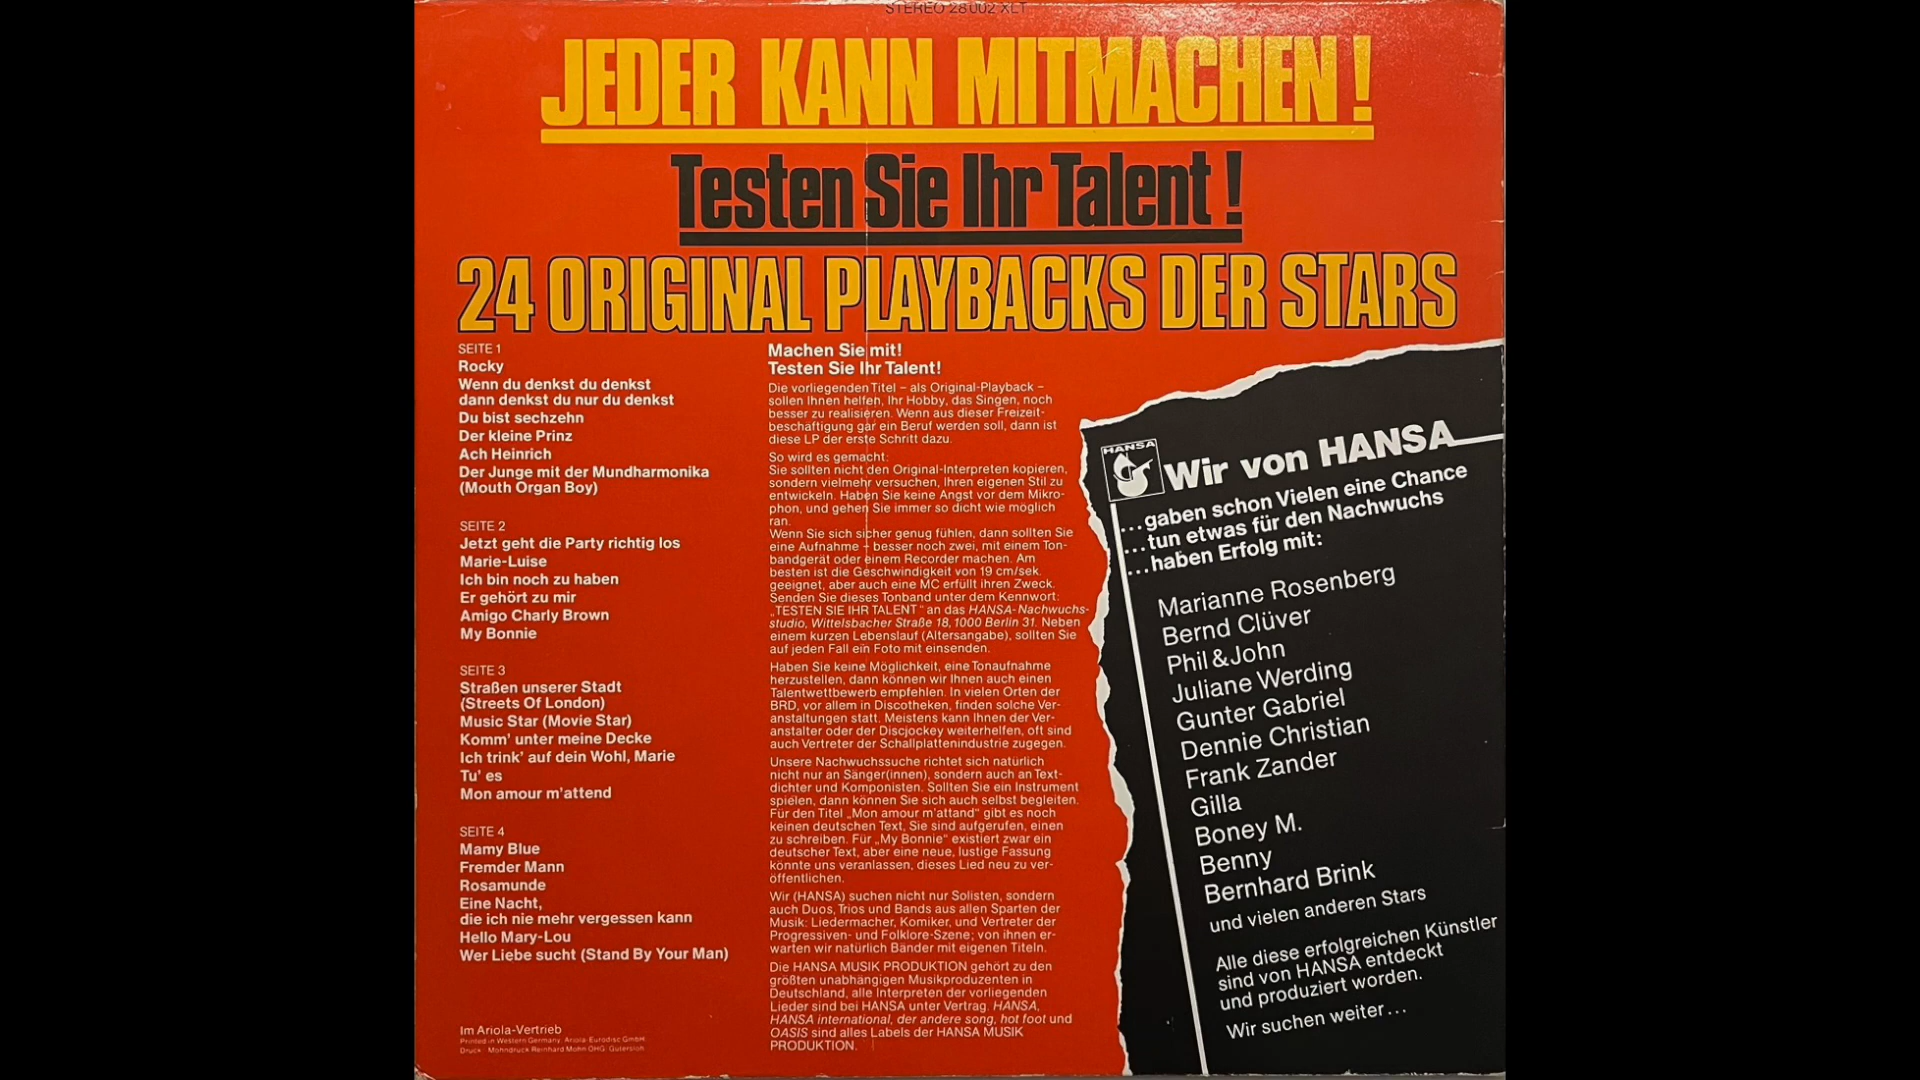 STEREO 28 002 XLT
JEDER KANN MITMACHEN!
Testen Sie Ihr Talent!
24 ORIGINAL PLAYBACKS DER STARS
SEITE 1
Rocky
Wenn du denkst du denkst
dann denkst du nur du denkst
Du bist sechzehn
Der kleine Prinz
Ach Heinrich
Der Junge mit der Mundharmonika
(Mouth Organ Boy)
SEITE 2
Jetzt geht die Party richtig los
Marie-Luise
Ich bin noch zu haben
Er gehört zu mir
Amigo Charly Brown
My Bonnie
SEITE 3
Straßen unserer Stadt
(Streets Of London)
Music Star (Movie Star)
Komm' unter meine Decke
Ich trink' auf dein Wohl, Marie
Tu' es
Mon amour m'attend
SEITE 4
Mamy Blue
Fremder Mann
Rosamunde
Eine Nacht,
die ich nie mehr vergessen kann
Hello Mary-Lou
Wer Liebe sucht (Stand By Your Man)
Im Ariola-Vertrieb
Printed in Western Germany. Ariola-Eurodisc GmbH
Druck: Mohndruck Reinhard Mohn OHG. Gütersloh
Machen Sie mit!
Testen Sie Ihr Talent!
Die vorliegenden Titel – als Original-Playback –
sollen Ihnen helfen, Ihr Hobby, das Singen, noch
besser zu realisieren. Wenn aus dieser Freizeit-
beschäftigung gar ein Beruf werden soll, dann ist
diese LP der erste Schritt dazu.
So wird es gemacht:
Sie sollten nicht den Original-Interpreten kopieren,
sondern vielmehr versuchen, Ihren eigenen Stil zu
entwickeln. Haben Sie keine Angst vor dem Mikro-
phon, und gehen Sie immer so dicht wie möglich
ran.
Wenn Sie sich sicher genug fühlen, dann sollten Sie
eine Aufnahme – besser noch zwei, mit einem Ton-
bandgerät oder einem Recorder machen. Am
besten ist die Geschwindigkeit von 19 cm/sek.
geeignet, aber auch eine MC erfüllt ihren Zweck.
Senden Sie dieses Tonband unter dem Kennwort:
„TESTEN SIE IHR TALENT“ an das HANSA-Nachwuchs-
studio, Wittelsbacher Straße 18, 1000 Berlin 31. Neben
einem kurzen Lebenslauf (Altersangabe), sollten Sie
auf jeden Fall ein Foto mit einsenden.
Haben Sie keine Möglichkeit, eine Tonaufnahme
herzustellen, dann können wir Ihnen auch einen
Talentwettbewerb empfehlen. In vielen Orten der
BRD, vor allem in Discotheken, finden solche Ver-
anstaltungen statt. Meistens kann Ihnen der Ver-
anstalter oder der Discjockey weiterhelfen, oft sind
auch Vertreter der Schallplattenindustrie zugegen.
Unsere Nachwuchssuche richtet sich natürlich
nicht nur an Sänger(innen), sondern auch an Text-
dichter und Komponisten. Sollten Sie ein Instrument
spielen, dann können Sie sich auch selbst begleiten.
Für den Titel „Mon amour m'attand“ gibt es noch
keinen deutschen Text, Sie sind aufgerufen, einen
zu schreiben. Für „My Bonnie“ existiert zwar ein
deutscher Text, aber eine neue, lustige Fassung
könnte uns veranlassen, dieses Lied neu zu ver-
öffentlichen.
Wir (HANSA) suchen nicht nur Solisten, sondern
auch Duos, Trios und Bands aus allen Sparten der
Musik: Liedermacher, Komiker, und Vertreter der
Progressiven- und Folklore-Szene; von ihnen er-
warten wir natürlich Bänder mit eigenen Titeln.
Die HANSA MUSIK PRODUKTION gehört zu den
größten unabhängigen Musikproduzenten in
Deutschland, alle Interpreten der vorliegenden
Lieder sind bei HANSA unter Vertrag. HANSA,
HANSA international, der andere song, hot foot und
OASIS sind alles Labels der HANSA MUSIK
PRODUKTION.
HANSA
Wir von HANSA
...gaben schon Vielen eine Chance
...tun etwas für den Nachwuchs
...haben Erfolg mit:
Marianne Rosenberg
Bernd Clüver
Phil & John
Juliane Werding
Gunter Gabriel
Dennie Christian
Frank Zander
Gilla
Boney M.
Benny
Bernhard Brink
und vielen anderen Stars
Alle diese erfolgreichen Künstler
sind von HANSA entdeckt
und produziert worden.
Wir suchen weiter...